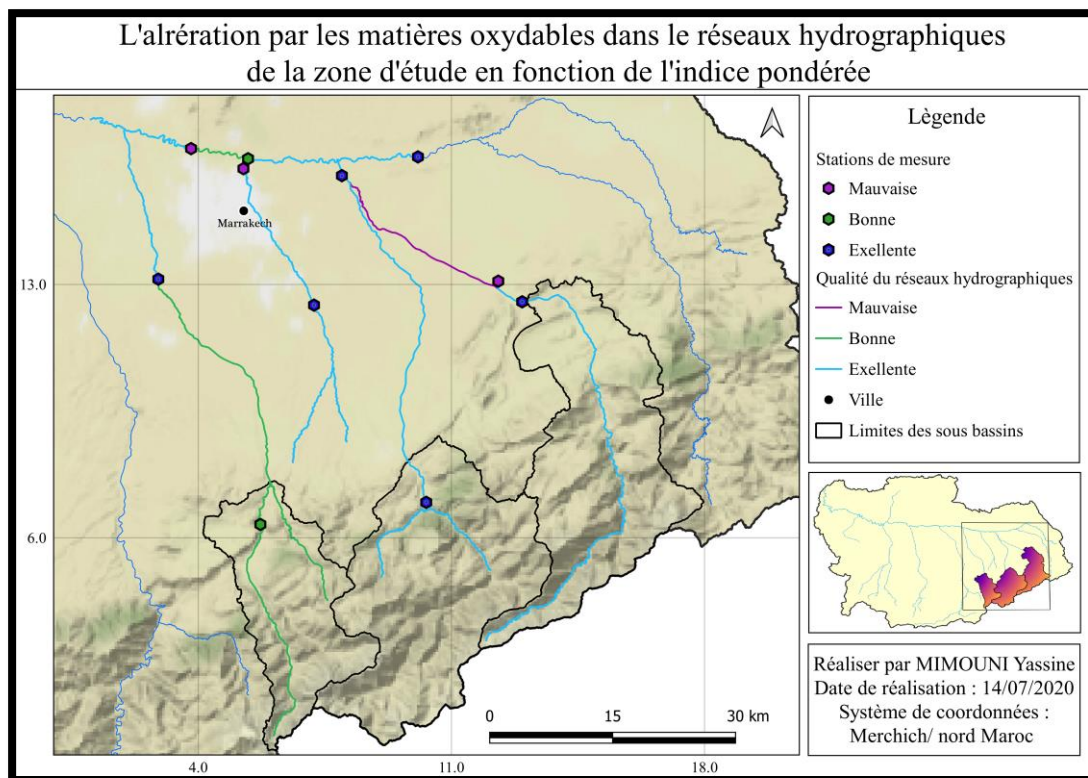 L'alrération par les matières oxydables dans le réseaux hydrographiques
de la zone d'étude en fonction de l'indice pondérée
Lègende
Stations de mesure
Mauvaise
Bonne
Exellente
Qualité du réseaux hydrographiques
Mauvaise
Bonne
Exellente
Ville
Limites des sous bassins
Marrakech
13.0
6.0
0
15
30 km
4.0
11.0
18.0
Réaliser par MIMOUNI Yassine
Date de réalisation : 14/07/2020
Système de coordonnées :
Merchich/ nord Maroc